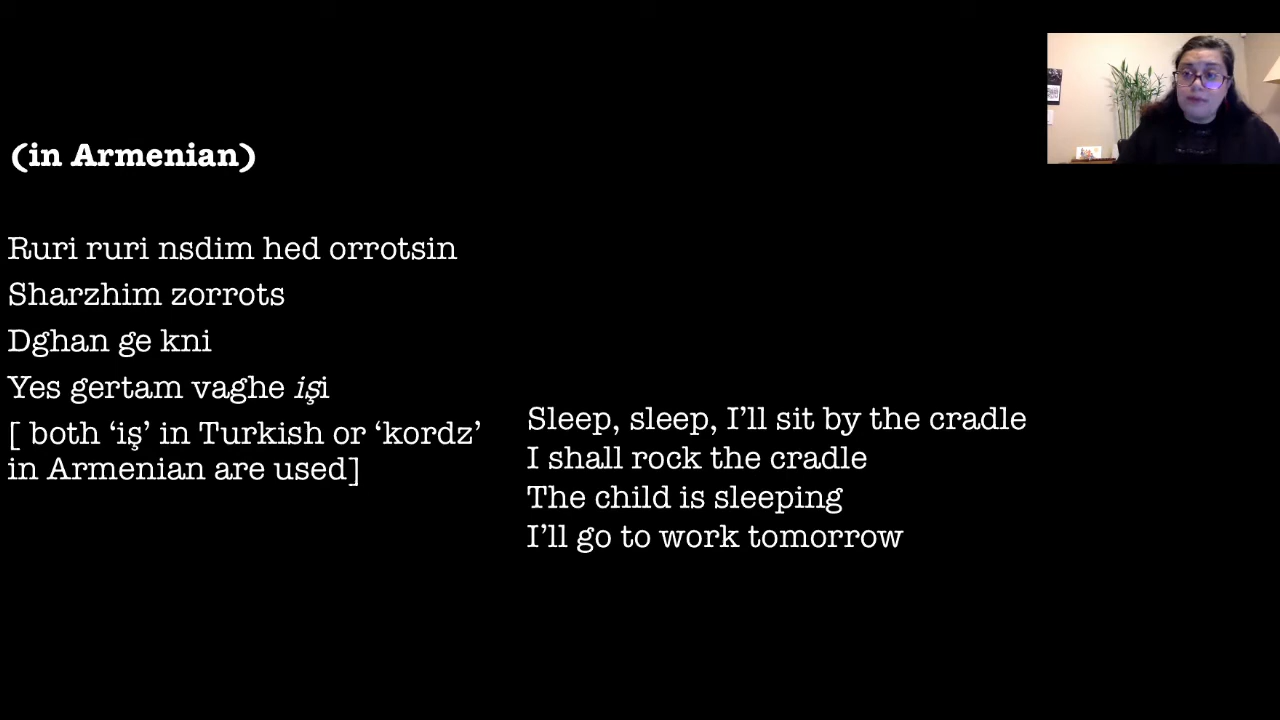 (in Armenian)
Ruri ruri nsdim hed orrotsin
Sharzhim zorrots
Dghan ge kni
Yes gertam vaghe işi
[ both ‘iş’ in Turkish or ‘kordz’
in Armenian are used]
Sleep, sleep, I’ll sit by the cradle
I shall rock the cradle
The child is sleeping
I’ll go to work tomorrow